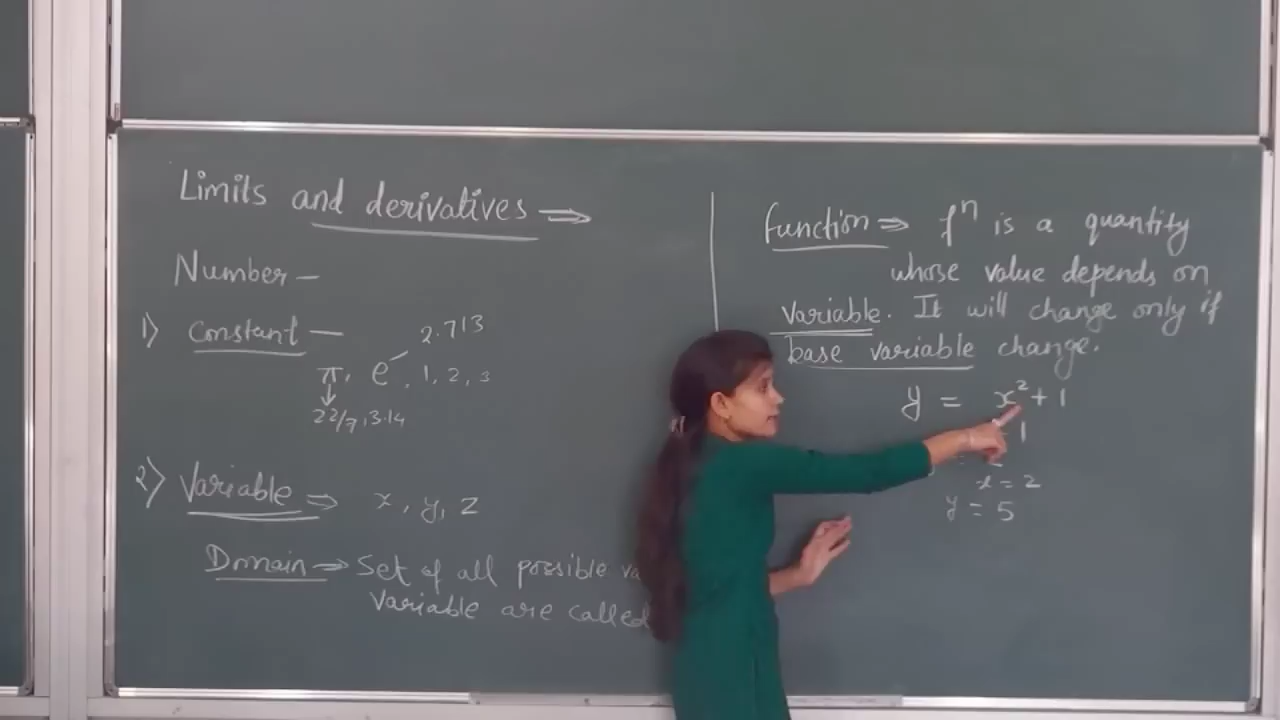 Limits and derivatives ⇒
Number –
1) Constant –
2.713
π, e, 1, 2, 3
22/7, 3.14
2) Variable ⇒ x, y, z
Domain ⇒ Set of all possible
Variable are called
function ⇒ fⁿ is a quantity
whose value depends on
Variable. It will change only if
base variable change.
y = x² + 1
1
x = 2
y = 5